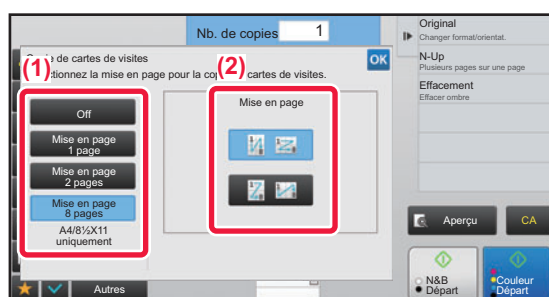 Nb. de copies 1
Original
Changer format/orientat.
N-Up
Plusieurs pages sur une page
Effacement
Effacer ombre
de cartes de visites
OK
(1)
(2)
tionnez la mise en page pour la cop cartes de visites.
Off
Mise en page
1 page
Mise en page
2 pages
Mise en page
8 pages
A4/8½X11
uniquement
Mise en page
Aperçu
CA
Autres
N&B
Départ
Couleur
Départ